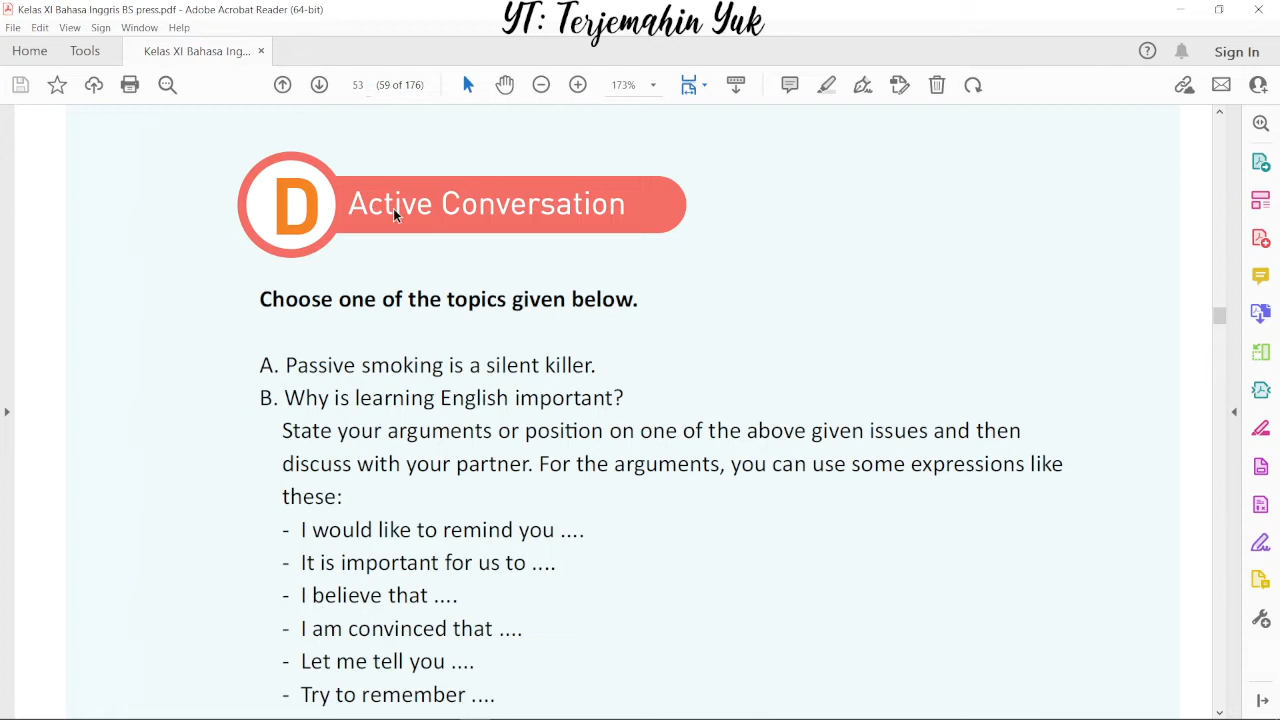 Kelas XI Bahasa Inggris BS press.pdf - Adobe Acrobat Reader (64-bit)
YT: Terjemahin Yuk
File Edit View Sign Window Help
Home Tools Kelas XI Bahasa Ing... × Sign In
53 (59 of 176) 173%
D Active Conversation
Choose one of the topics given below.
A. Passive smoking is a silent killer.
B. Why is learning English important?
State your arguments or position on one of the above given issues and then
discuss with your partner. For the arguments, you can use some expressions like
these:
- I would like to remind you ....
- It is important for us to ....
- I believe that ....
- I am convinced that ....
- Let me tell you ....
- Try to remember ....